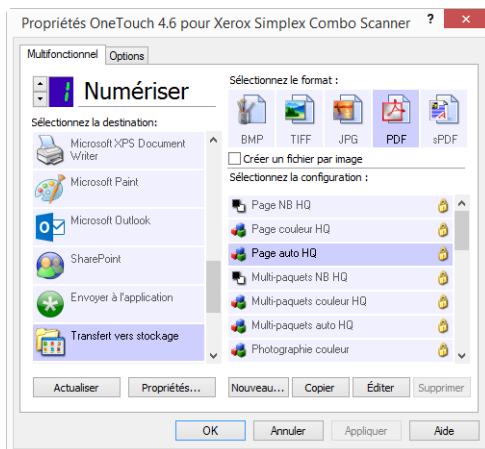 Propriétés OneTouch 4.6 pour Xerox Simplex Combo Scanner ? ×
Multifonctionnel Options
1 Numériser
Sélectionnez la destination:
Microsoft XPS Document
Writer
Microsoft Paint
Microsoft Outlook
SharePoint
Envoyer à l'application
Transfert vers stockage
Actualiser Propriétés...
Sélectionnez le format :
BMP TIFF JPG PDF sPDF
Créer un fichier par image
Sélectionnez la configuration :
Page NB HQ
Page couleur HQ
Page auto HQ
Multi-paquets NB HQ
Multi-paquets couleur HQ
Multi-paquets auto HQ
Photographie couleur
Nouveau... Copier Éditer Supprimer
OK Annuler Appliquer Aide